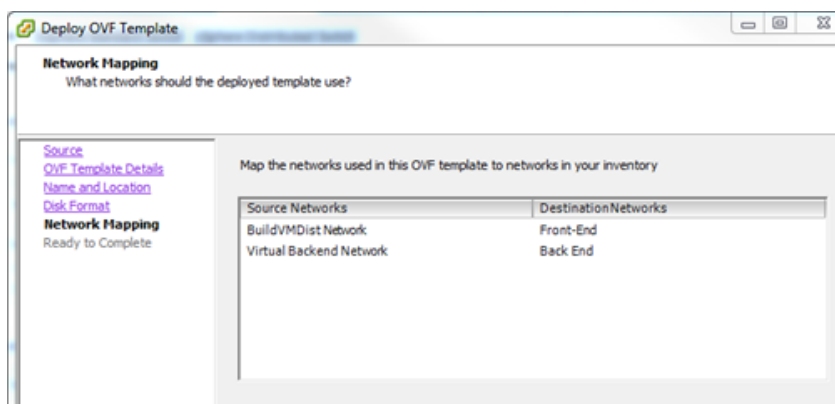 Deploy OVF Template
Network Mapping
What networks should the deployed template use?
Source
OVF Template Details
Name and Location
Disk Format
Network Mapping
Ready to Complete
Map the networks used in this OVF template to networks in your inventory
Source Networks DestinationNetworks
BuildVMDist Network Front-End
Virtual Backend Network Back End